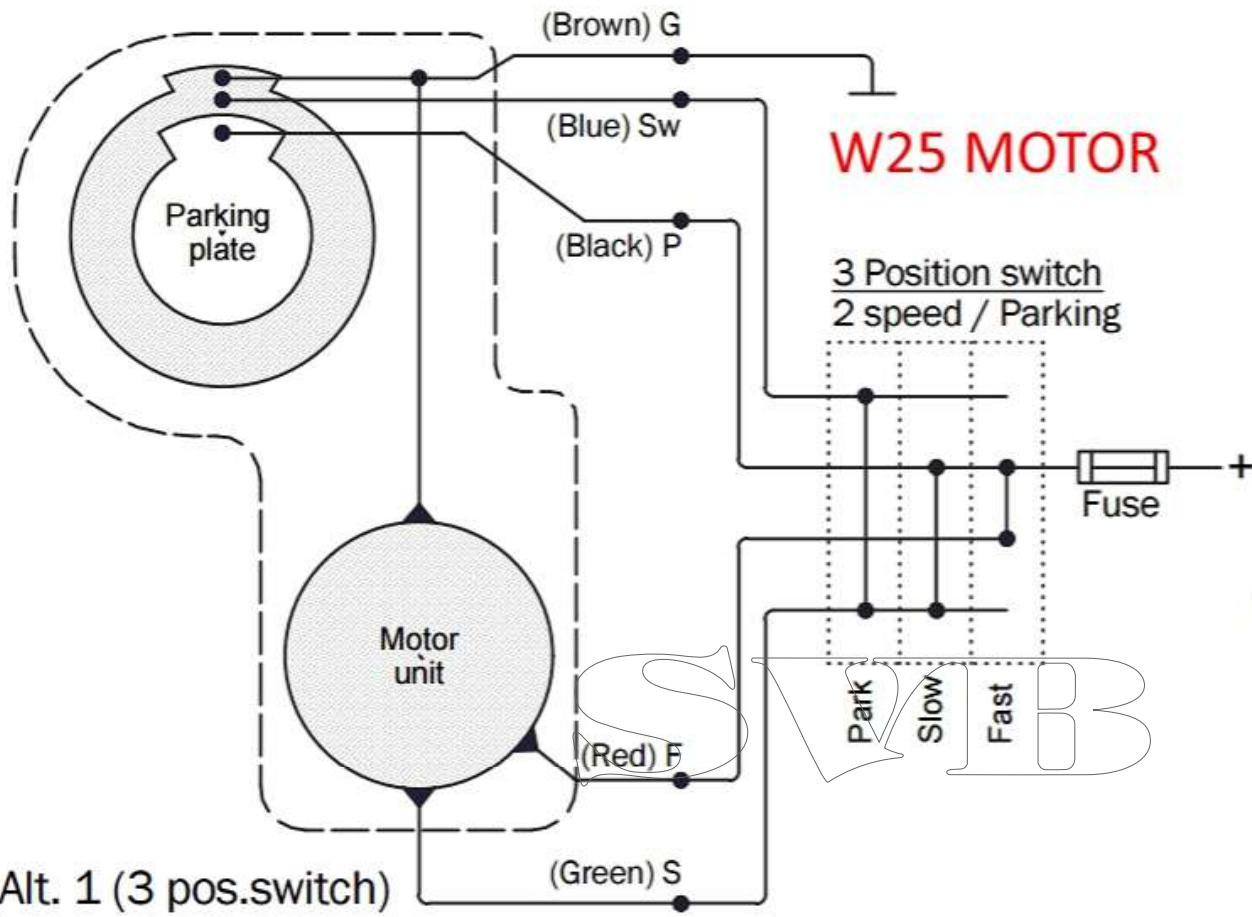 (Brown) G
(Blue) Sw
W25 MOTOR
Parking
plate
(Black) P
3 Position switch
2 speed / Parking
+
Fuse
Motor
unit
Park
Slow
Fast
SVB
(Red) F
(Green) S
Alt. 1 (3 pos.switch)